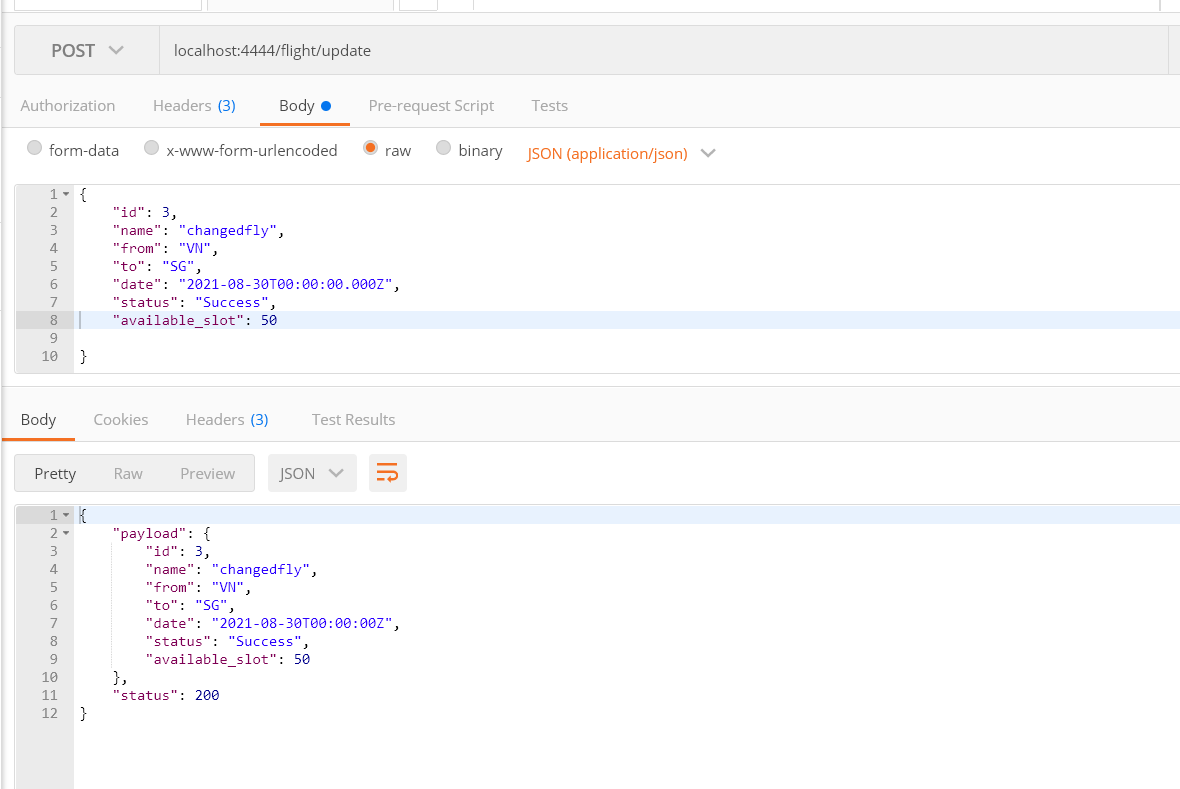 POST localhost:4444/flight/update
Authorization Headers (3) Body Pre-request Script Tests
form-data x-www-form-urlencoded raw binary JSON (application/json)
1 {
2 "id": 3,
3 "name": "changedfly",
4 "from": "VN",
5 "to": "SG",
6 "date": "2021-08-30T00:00:00.000Z",
7 "status": "Success",
8 "available_slot": 50
9
10 }
Body Cookies Headers (3) Test Results
Pretty Raw Preview JSON
1 {
2 "payload": {
3 "id": 3,
4 "name": "changedfly",
5 "from": "VN",
6 "to": "SG",
7 "date": "2021-08-30T00:00:00Z",
8 "status": "Success",
9 "available_slot": 50
10 },
11 "status": 200
12 }